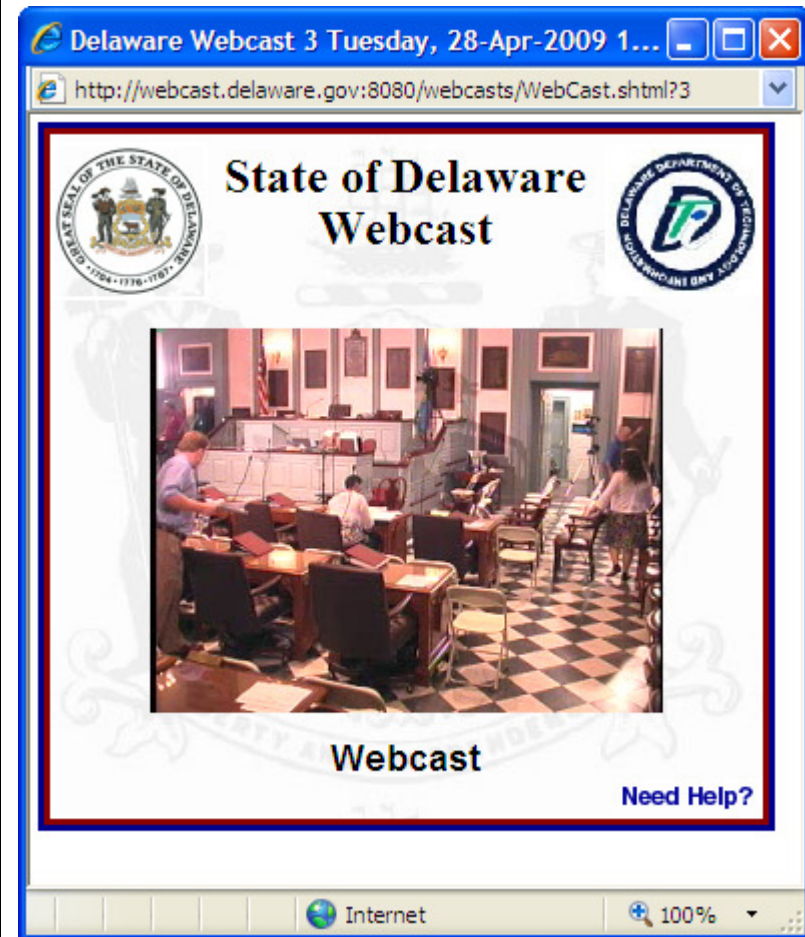 Delaware Webcast 3 Tuesday, 28-Apr-2009 1...
http://webcast.delaware.gov:8080/webcasts/WebCast.shtml?3
GREAT SEAL OF THE STATE OF DELAWARE
·1704·1776·1787·
State of Delaware
Webcast
DELAWARE DEPARTMENT OF TECHNOLOGY AND INFORMATION
Webcast
Need Help?
Internet
100%